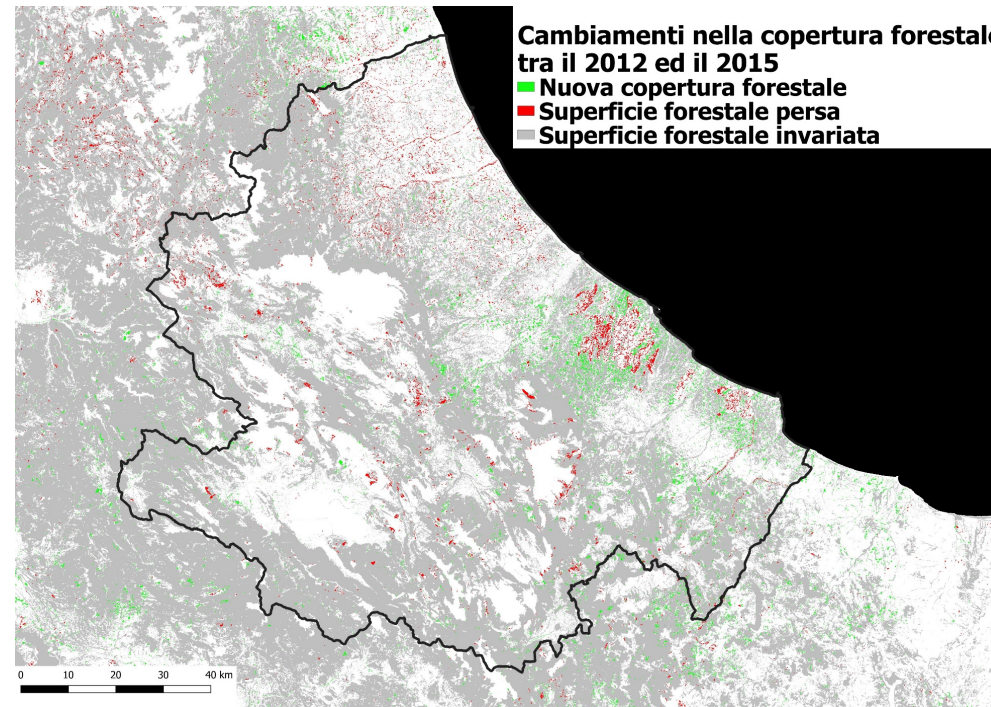 Cambiamenti nella copertura forestale
tra il 2012 ed il 2015
Nuova copertura forestale
Superficie forestale persa
Superficie forestale invariata
0 10 20 30 40 km